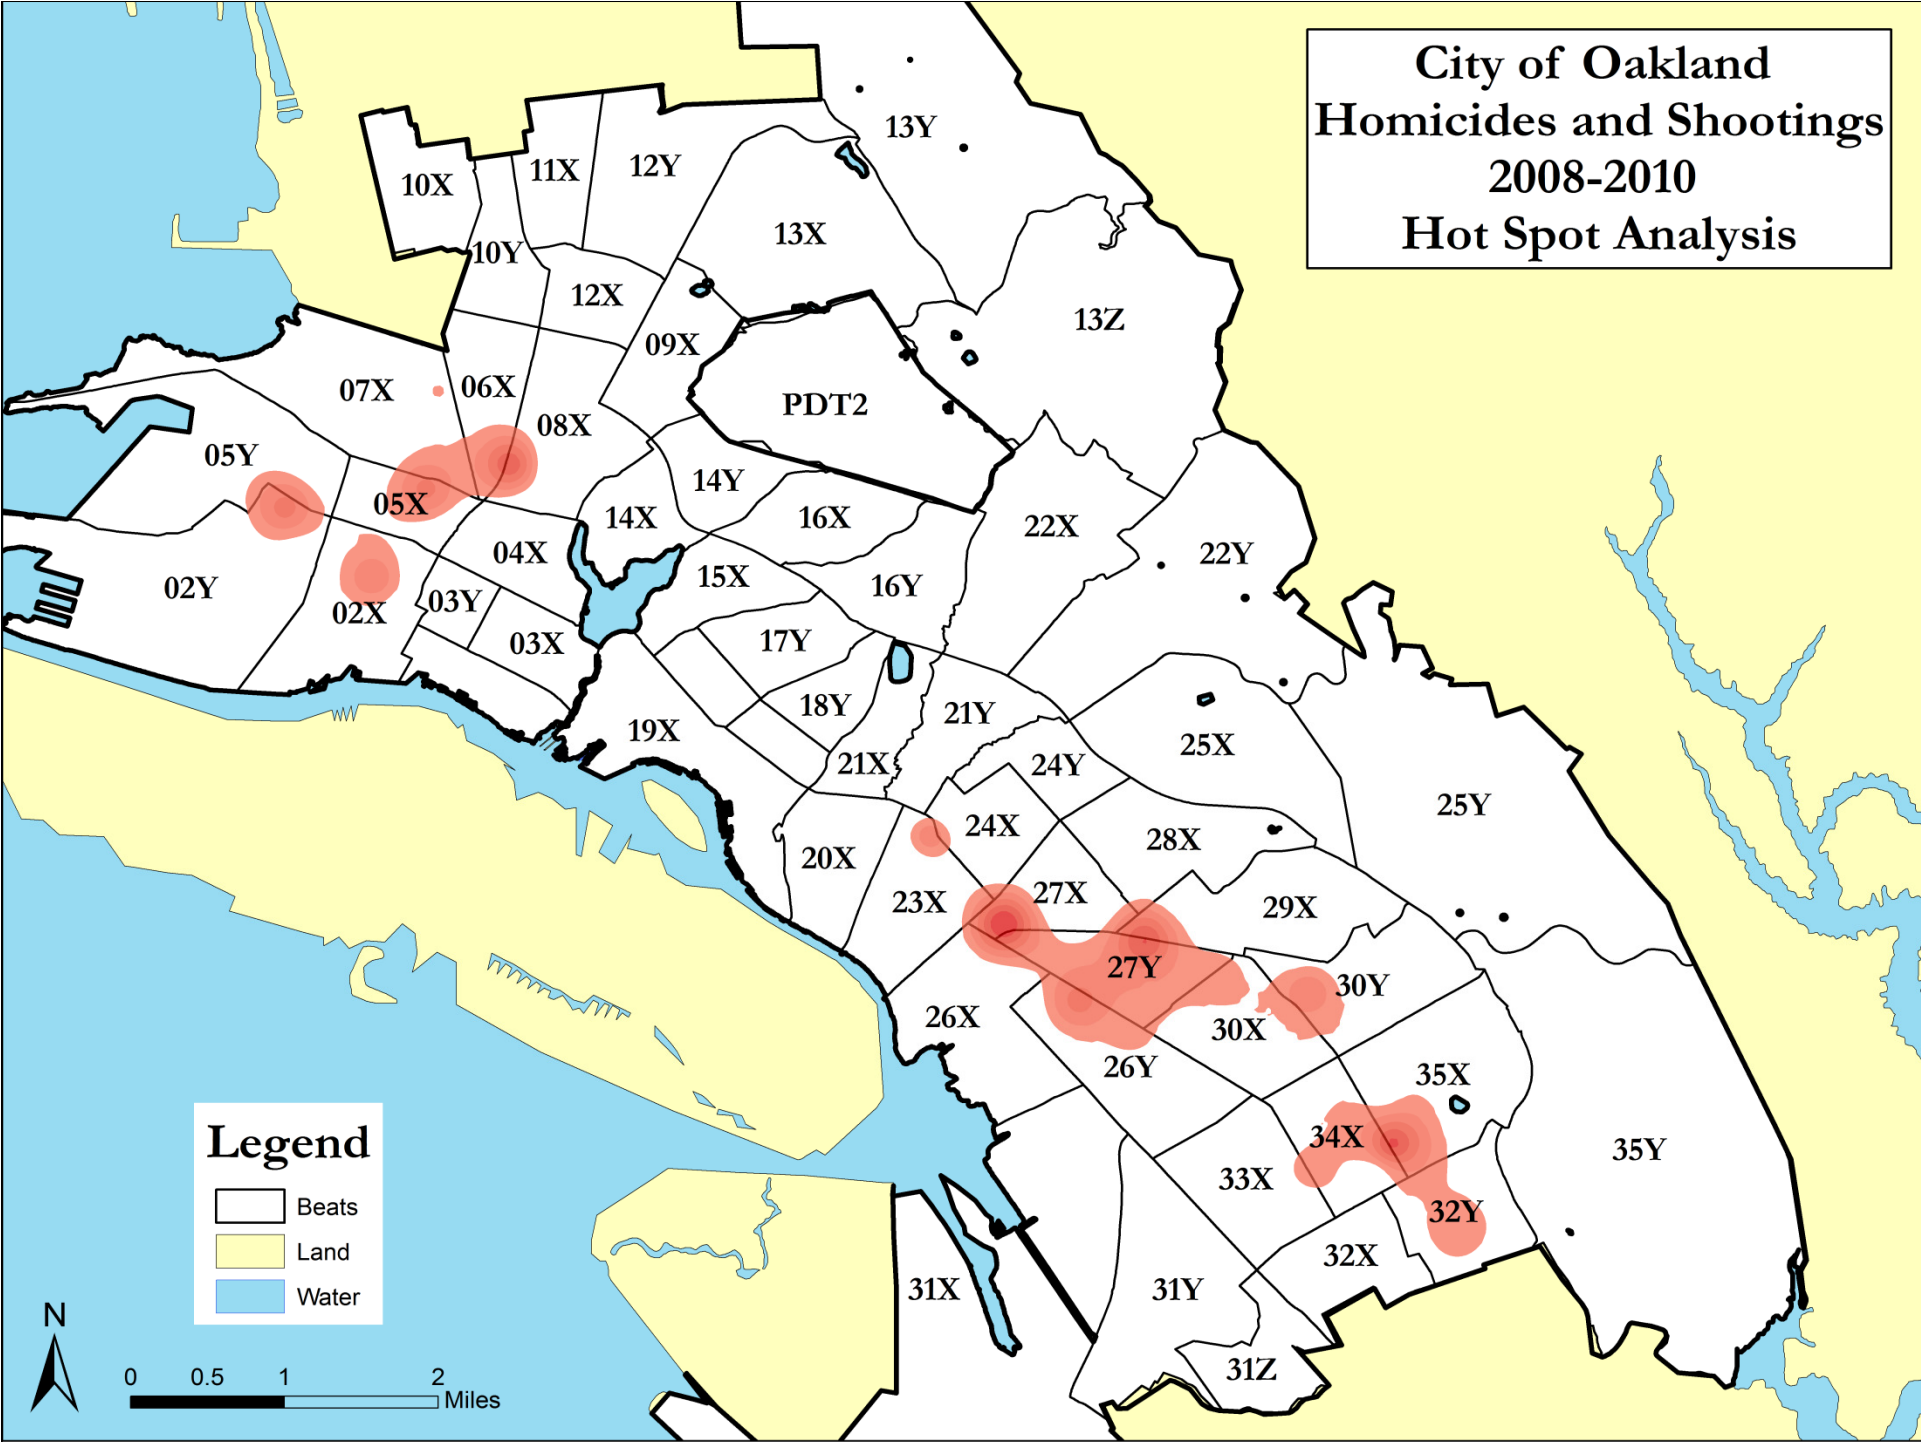 City of Oakland
Homicides and Shootings
2008-2010
Hot Spot Analysis
13Y
10X
11X
12Y
13X
10Y
12X
13Z
09X
07X
06X
PDT2
08X
05Y
14Y
05X
14X
16X
22X
04X
22Y
15X
16Y
02Y
03Y
02X
03X
17Y
18Y
21Y
19X
25X
21X
24Y
25Y
24X
28X
20X
27X
23X
29X
27Y
30Y
26X
30X
26Y
35X
34X
35Y
33X
32Y
32X
31X
31Y
31Z
Legend
Beats
Land
Water
N
0 0.5 1 2
Miles